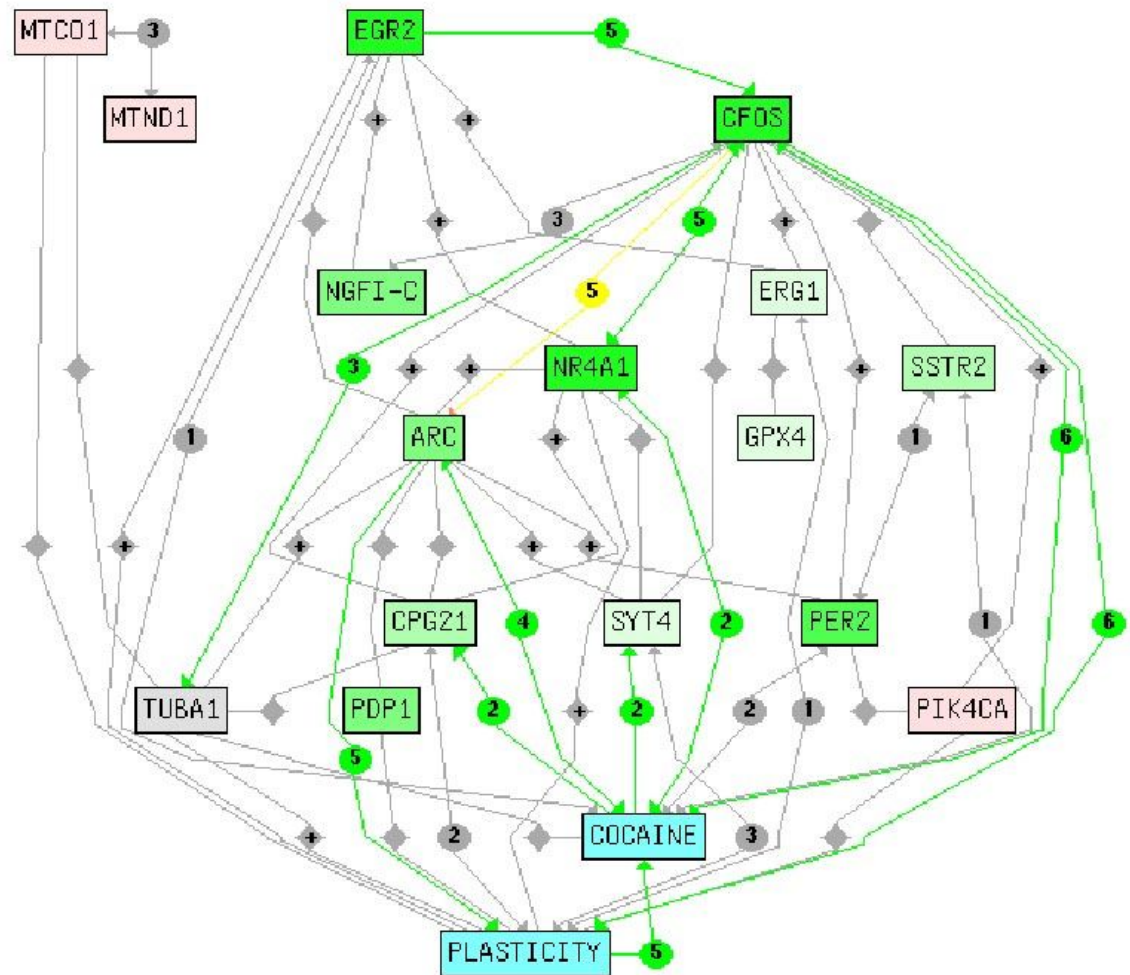 MTCO1 3 EGR2 5
MTND1 CFOS
+ +
+ 3 5 +
NGFI-C 5 ERG1
3 + + NR4A1 + SSTR2 +
1 ARC + GPX4 1 6
+ + + +
CPG21 4 SYT4 2 PER2 1 6
TUBA1 PDP1 2 + 2 2 1 PIK4CA
5
+ 2 COCAINE 3
PLASTICITY 5